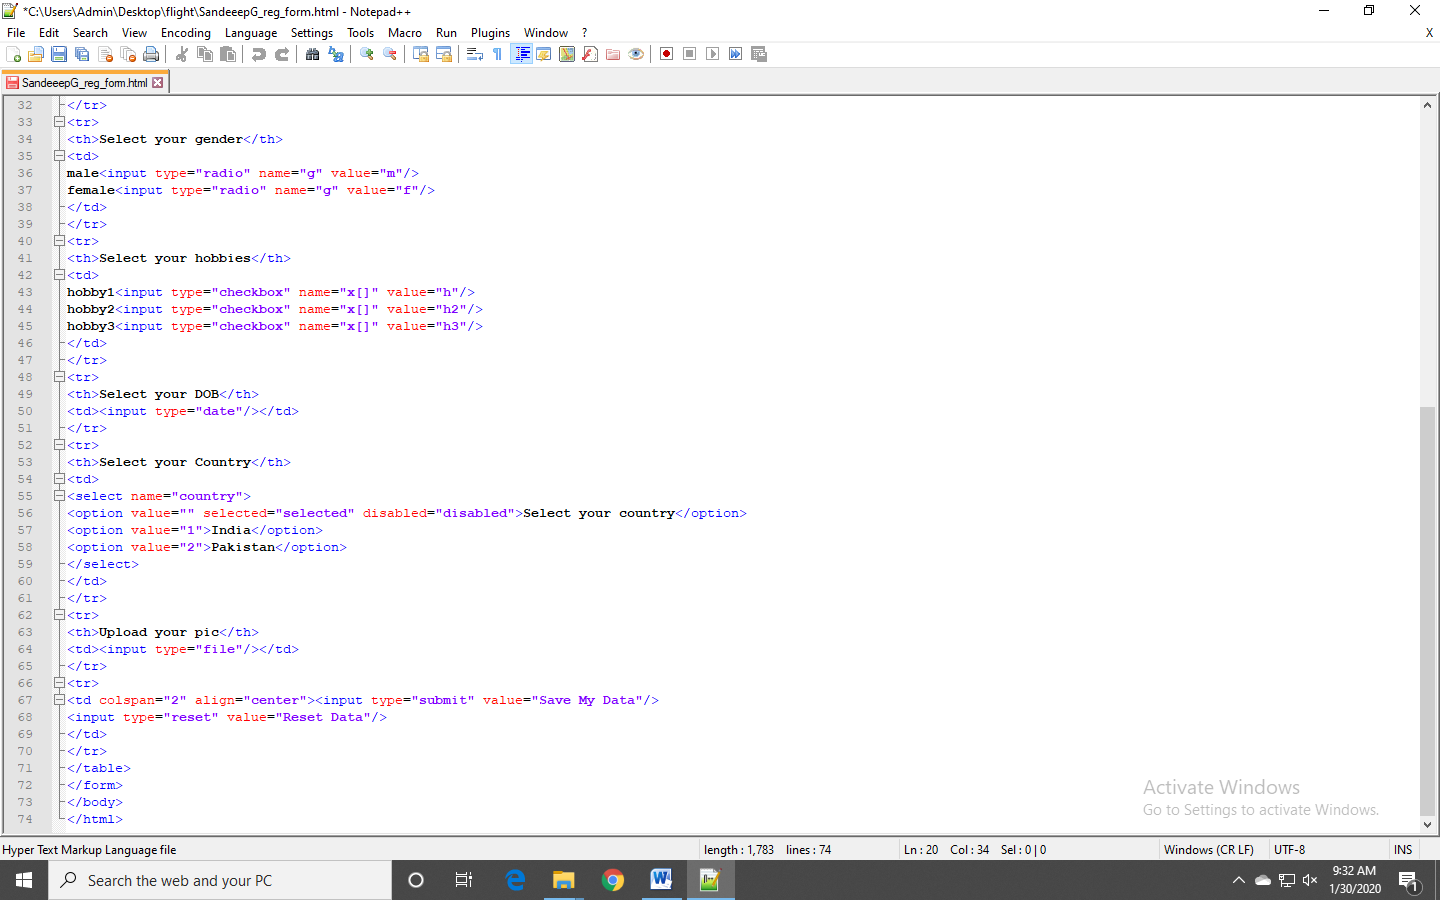 *C:\Users\Admin\Desktop\flight\SandeeepG_reg_form.html - Notepad++
File Edit Search View Encoding Language Settings Tools Macro Run Plugins Window ? X
SandeeepG_reg_form.html
32 </tr>
33 <tr>
34 <th>Select your gender</th>
35 <td>
36 male<input type="radio" name="g" value="m"/>
37 female<input type="radio" name="g" value="f"/>
38 </td>
39 </tr>
40 <tr>
41 <th>Select your hobbies</th>
42 <td>
43 hobby1<input type="checkbox" name="x[]" value="h"/>
44 hobby2<input type="checkbox" name="x[]" value="h2"/>
45 hobby3<input type="checkbox" name="x[]" value="h3"/>
46 </td>
47 </tr>
48 <tr>
49 <th>Select your DOB</th>
50 <td><input type="date"/></td>
51 </tr>
52 <tr>
53 <th>Select your Country</th>
54 <td>
55 <select name="country">
56 <option value="" selected="selected" disabled="disabled">Select your country</option>
57 <option value="1">India</option>
58 <option value="2">Pakistan</option>
59 </select>
60 </td>
61 </tr>
62 <tr>
63 <th>Upload your pic</th>
64 <td><input type="file"/></td>
65 </tr>
66 <tr>
67 <td colspan="2" align="center"><input type="submit" value="Save My Data"/>
68 <input type="reset" value="Reset Data"/>
69 </td>
70 </tr>
71 </table>
72 </form>
73 </body>
74 </html>
Activate Windows
Go to Settings to activate Windows.
Hyper Text Markup Language file length : 1,783 lines : 74 Ln : 20 Col : 34 Sel : 0 | 0 Windows (CR LF) UTF-8 INS
Search the web and your PC
9:32 AM
1/30/2020
1